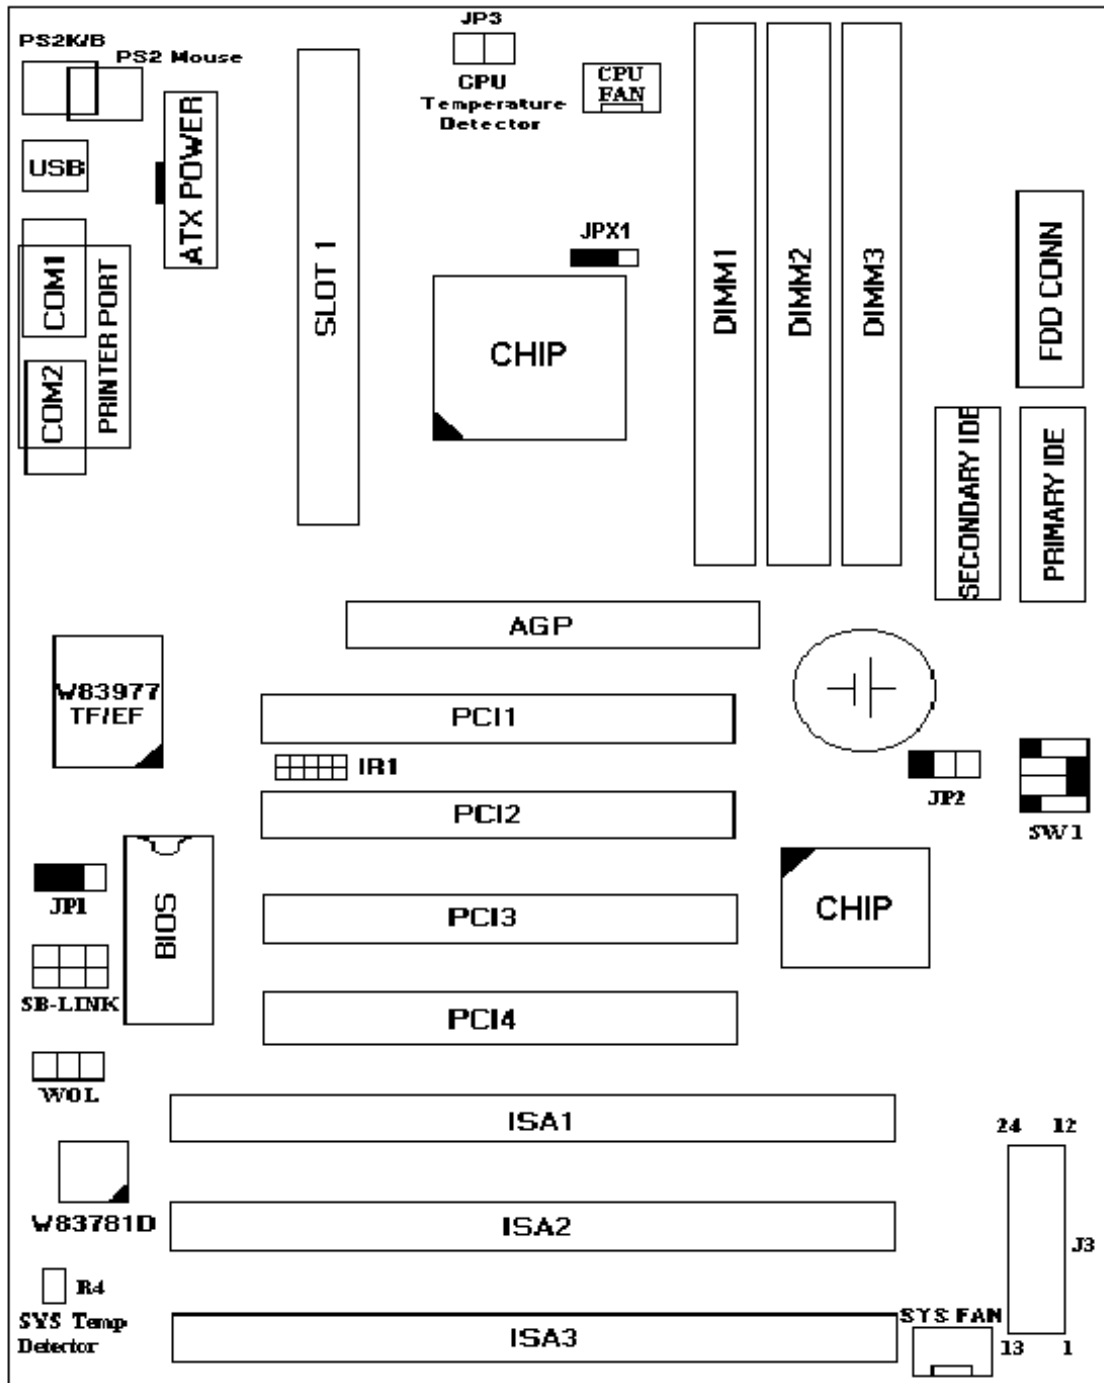 JP3
PS2K/B
PS2 Mouse
CPU
Temperature
Detector
CPU
FAN
USB
ATX POWER
JPX1
SLOT 1
COM1
COM2
PRINTER PORT
CHIP
DIMM1
DIMM2
DIMM3
FDD CONN
SECONDARY IDE
PRIMARY IDE
AGP
W83977
TF/EF
PCI1
IR1
PCI2
JP2
SW1
JP1
BIOS
PCI3
CHIP
SB-LINK
PCI4
WOL
ISA1
24 12
W83781D
ISA2
J3
R4
SYS Temp
Detector
ISA3
SYS FAN
13 1